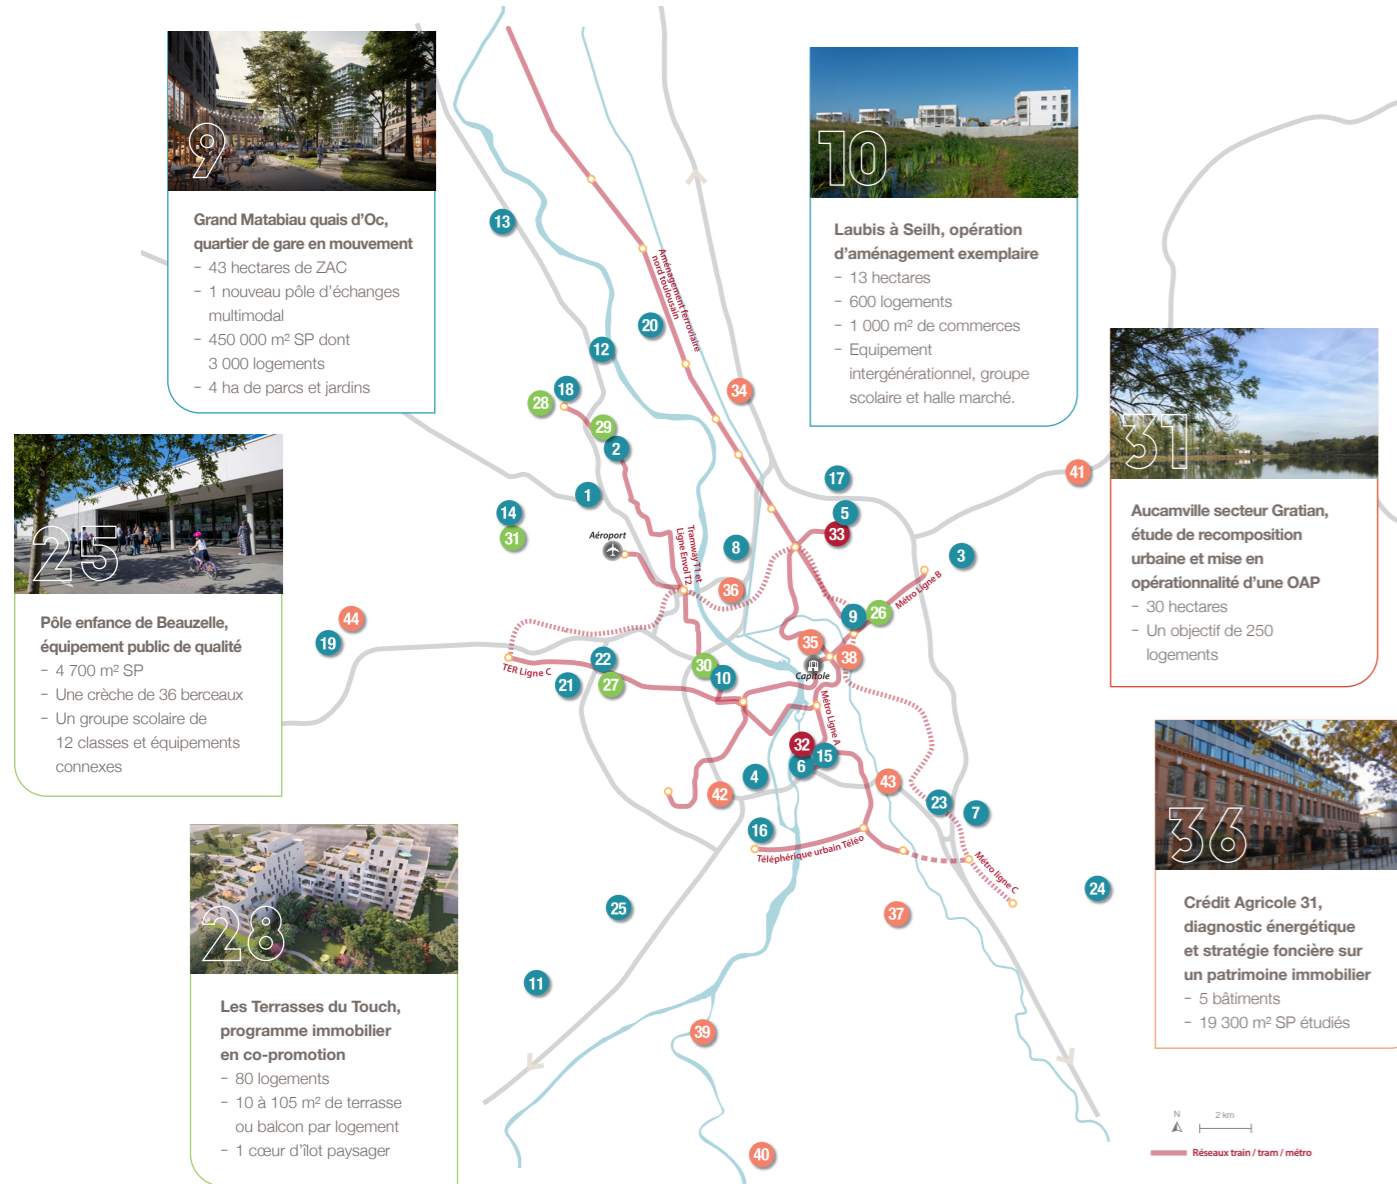 9
Grand Matabiau quais d’Oc,
quartier de gare en mouvement
- 43 hectares de ZAC
- 1 nouveau pôle d’échanges
multimodal
- 450 000 m² SP dont
3 000 logements
- 4 ha de parcs et jardins
10
Laubis à Seilh, opération
d’aménagement exemplaire
- 13 hectares
- 600 logements
- 1 000 m² de commerces
- Equipement
intergénérationnel, groupe
scolaire et halle marché.
31
Aucamville secteur Gratian,
étude de recomposition
urbaine et mise en
opérationnalité d’une OAP
- 30 hectares
- Un objectif de 250
logements
25
Pôle enfance de Beauzelle,
équipement public de qualité
- 4 700 m² SP
- Une crèche de 36 berceaux
- Un groupe scolaire de
12 classes et équipements
connexes
28
Les Terrasses du Touch,
programme immobilier
en co-promotion
- 80 logements
- 10 à 105 m² de terrasse
ou balcon par logement
- 1 cœur d’îlot paysager
36
Crédit Agricole 31,
diagnostic énergétique
et stratégie foncière sur
un patrimoine immobilier
- 5 bâtiments
- 19 300 m² SP étudiés
13
Aménagement ferroviaire
nord toulousain
20
12
34
18
28
29
2
41
17
1
14
5
31
33
Aéroport
Tramway T1 et
Ligne Envol T2
8
3
Métro Ligne B
36
9
26
44
19
35
38
22
30
Capitole
TER Ligne C
10
21
27
Métro Ligne A
32
15
6
4
43
42
23
7
16
Téléphérique urbain Téléo
Métro ligne C
24
25
37
11
39
40
N
2 km
Réseaux train / tram / métro